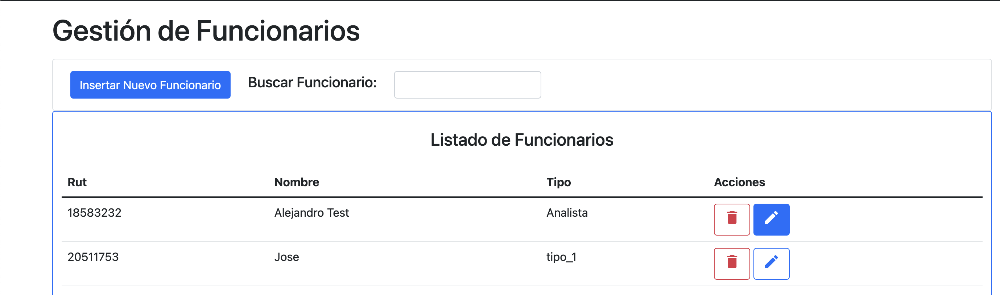 Gestión de Funcionarios
Insertar Nuevo Funcionario Buscar Funcionario:
Listado de Funcionarios
Rut Nombre Tipo Acciones
18583232 Alejandro Test Analista
20511753 Jose tipo_1